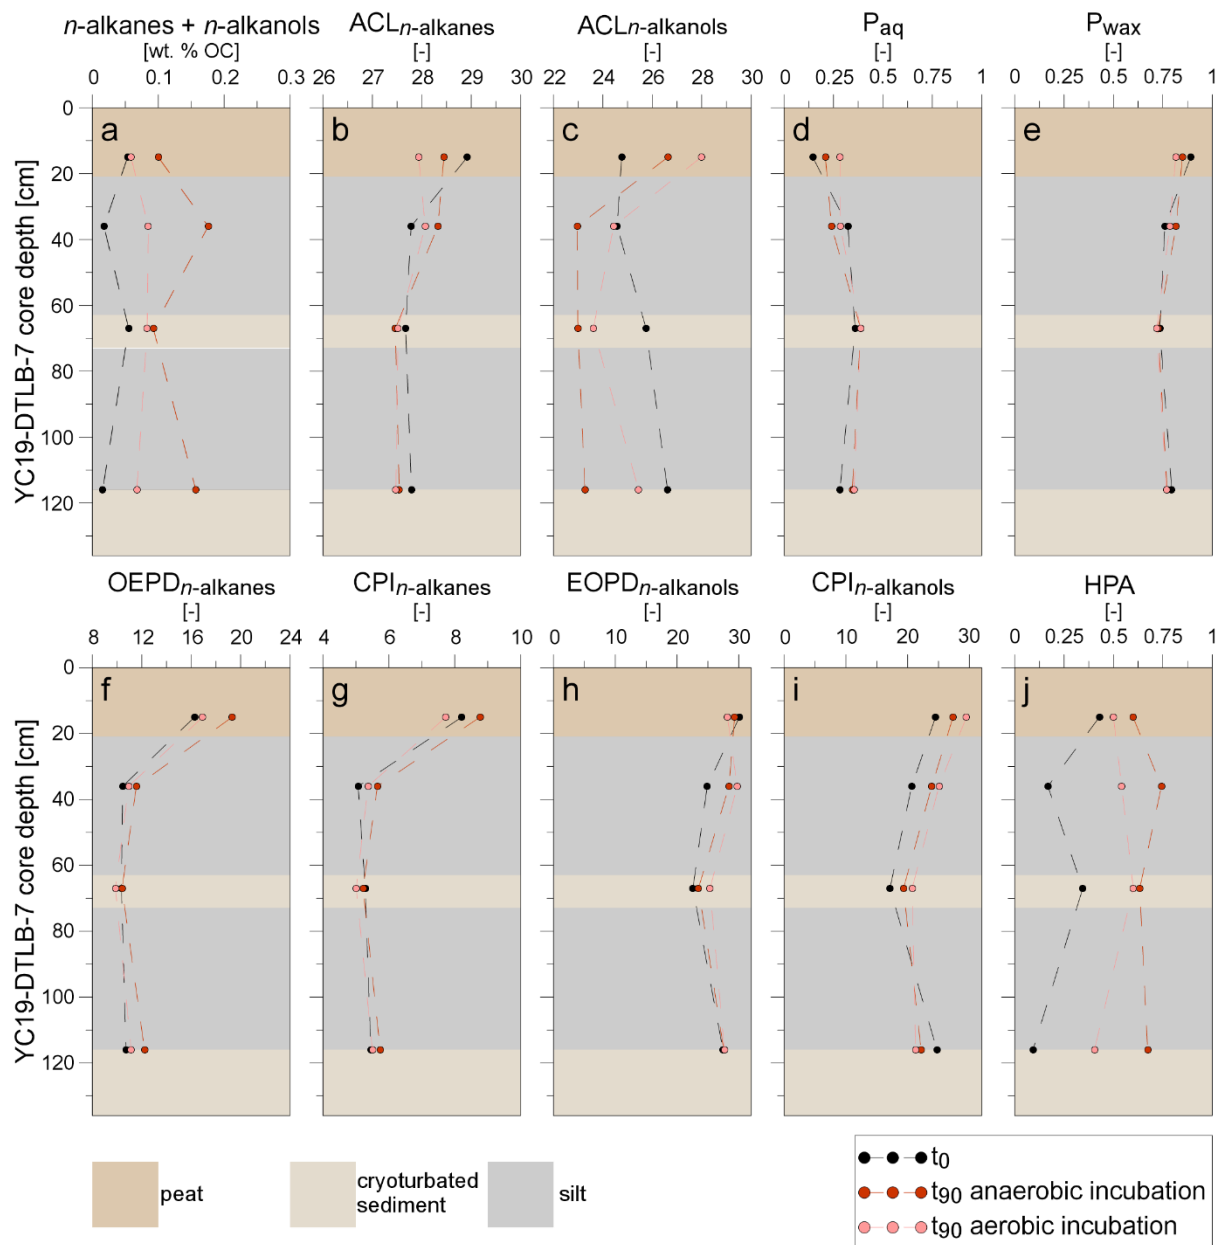 n-alkanes + n-alkanols ACLn-alkanes ACLn-alkanols Paq Pwax
[wt. % OC] [-] [-] [-] [-]
0 0.1 0.2 0.3 26 27 28 29 30 22 24 26 28 30 0 0.25 0.5 0.75 1 0 0.25 0.5 0.75 1
0
a b c d e
20
40
60
80
100
120
YC19-DTLB-7 core depth [cm]
OEPDn-alkanes CPIn-alkanes EOPDn-alkanols CPIn-alkanols HPA
[-] [-] [-] [-] [-]
8 12 16 20 24 4 6 8 10 0 10 20 30 0 10 20 30 0 0.25 0.5 0.75 1
0
f g h i j
20
40
60
80
100
120
YC19-DTLB-7 core depth [cm]
peat
cryoturbated
sediment
silt
t0
t90 anaerobic incubation
t90 aerobic incubation